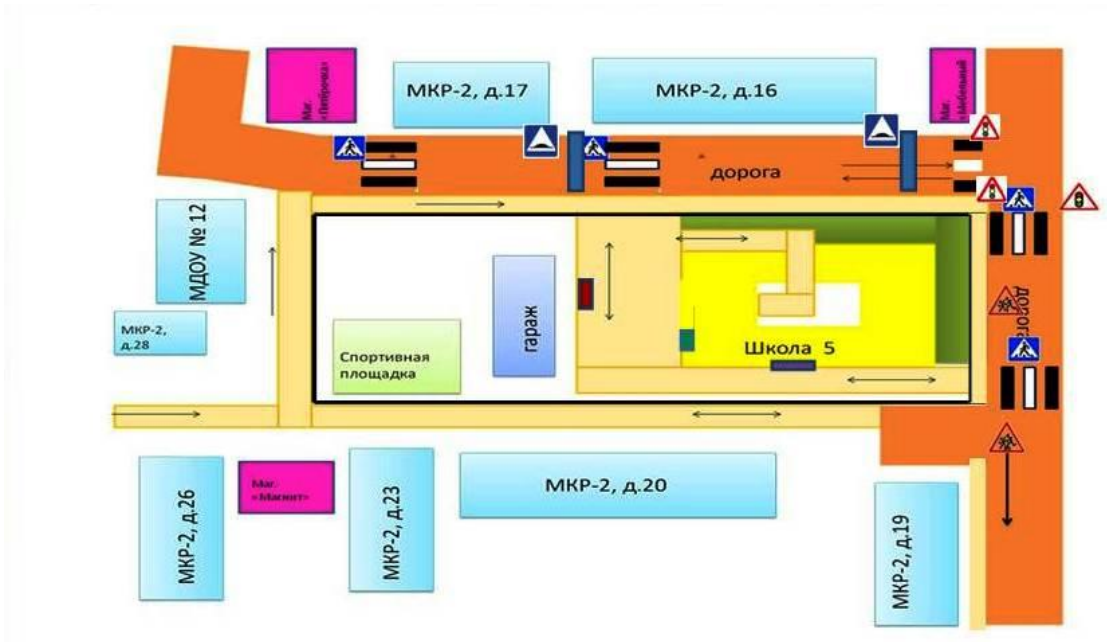 Маг.
«Пятёрочка»
МКР-2, д.17
МКР-2, д.16
Маг.
«Мебельный»
дорога
МДОУ № 12
МКР-2,
д.28
гараж
Спортивная
площадка
Школа 5
дорога
МКР-2, д.26
Маг.
«Магнит»
МКР-2, д.23
МКР-2, д.20
МКР-2, д.19